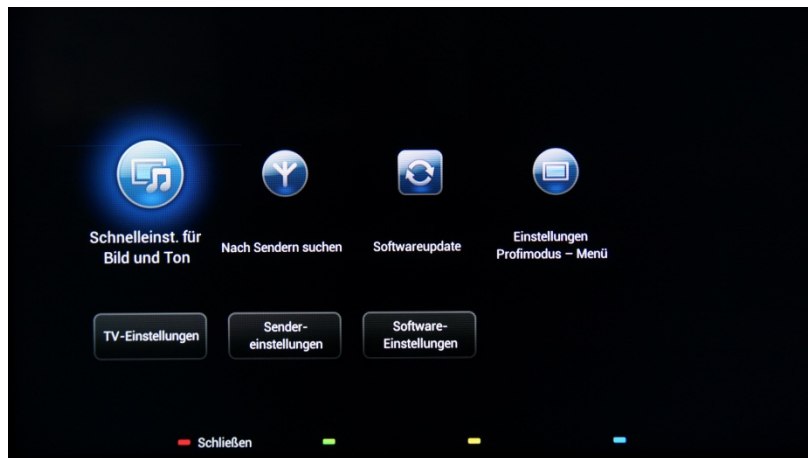 Schnelleinst. für
Bild und Ton
Nach Sendern suchen
Softwareupdate
Einstellungen
Profimodus – Menü
TV-Einstellungen
Sender-
einstellungen
Software-
Einstellungen
Schließen